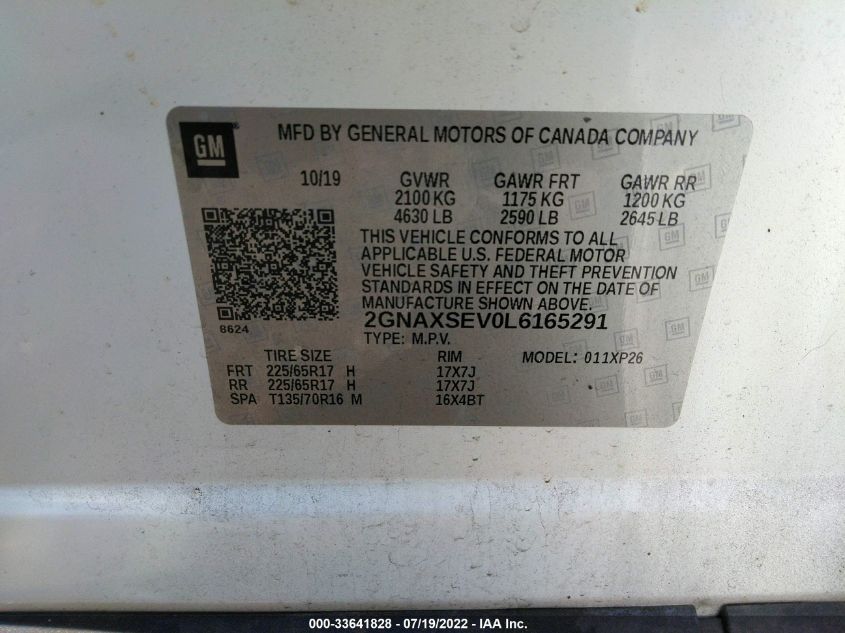 GM
MFD BY GENERAL MOTORS OF CANADA COMPANY
10/19 GVWR GAWR FRT GAWR RR
2100 KG 1175 KG 1200 KG
4630 LB 2590 LB 2645 LB
THIS VEHICLE CONFORMS TO ALL
APPLICABLE U.S. FEDERAL MOTOR
VEHICLE SAFETY AND THEFT PREVENTION
STANDARDS IN EFFECT ON THE DATE OF
MANUFACTURE SHOWN ABOVE.
8624
2GNAXSEV0L6165291
TYPE: M.P.V.
TIRE SIZE RIM MODEL: 011XP26
FRT 225/65R17 H 17X7J
RR 225/65R17 H 17X7J
SPA T135/70R16 M 16X4BT
000-33641828 - 07/19/2022 - IAA Inc.